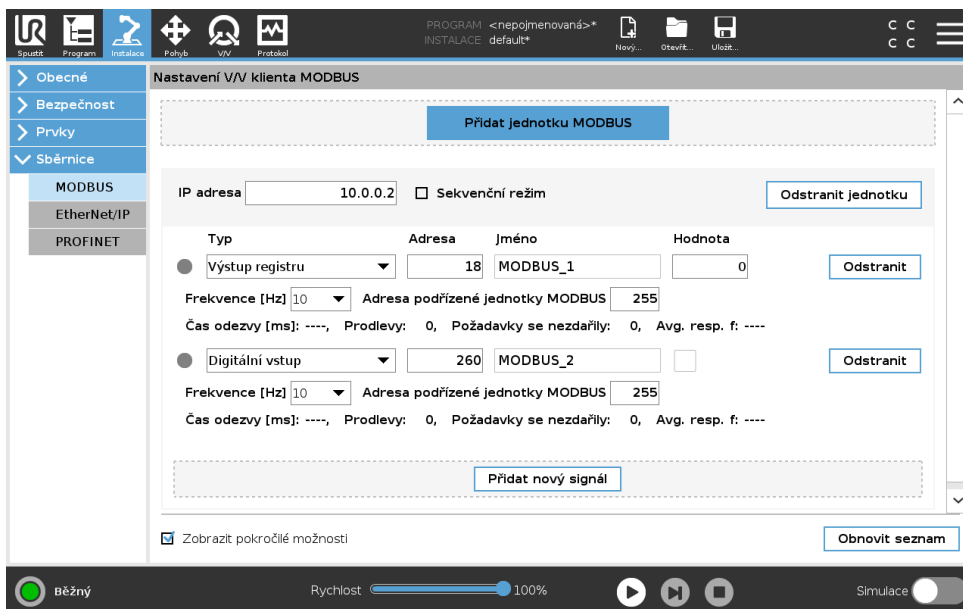 UR
PROGRAM <nepojmenovaná>*
INSTALACE default*
C C
C C
Spustit Program Instalace Pohyb V/V Protokol Nový... Otevřít... Uložit...
Obecné
Bezpečnost
Prvky
Sběrnice
MODBUS
EtherNet/IP
PROFINET
Nastavení V/V klienta MODBUS
Přidat jednotku MODBUS
IP adresa 10.0.0.2 Sekvenční režim Odstranit jednotku
Typ Adresa Jméno Hodnota
Výstup registru 18 MODBUS_1 0 Odstranit
Frekvence [Hz] 10 Adresa podřízené jednotky MODBUS 255
Čas odezvy [ms]: ----, Prodlevy: 0, Požadavky se nezdařily: 0, Avg. resp. f: ----
Digitální vstup 260 MODBUS_2 Odstranit
Frekvence [Hz] 10 Adresa podřízené jednotky MODBUS 255
Čas odezvy [ms]: ----, Prodlevy: 0, Požadavky se nezdařily: 0, Avg. resp. f: ----
Přidat nový signál
Zobrazit pokročilé možnosti Obnovit seznam
Běžný Rychlost 100% Simulace